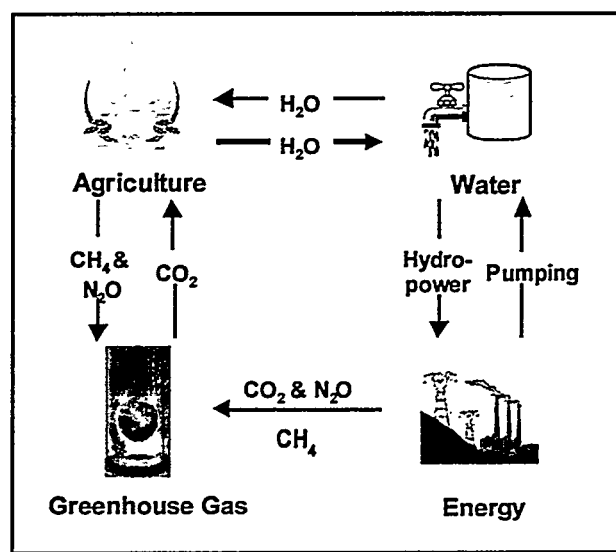 H₂O
H₂O
Agriculture
Water
CH₄ &
N₂O
CO₂
Hydro-
power
Pumping
CO₂ & N₂O
CH₄
Greenhouse Gas
Energy